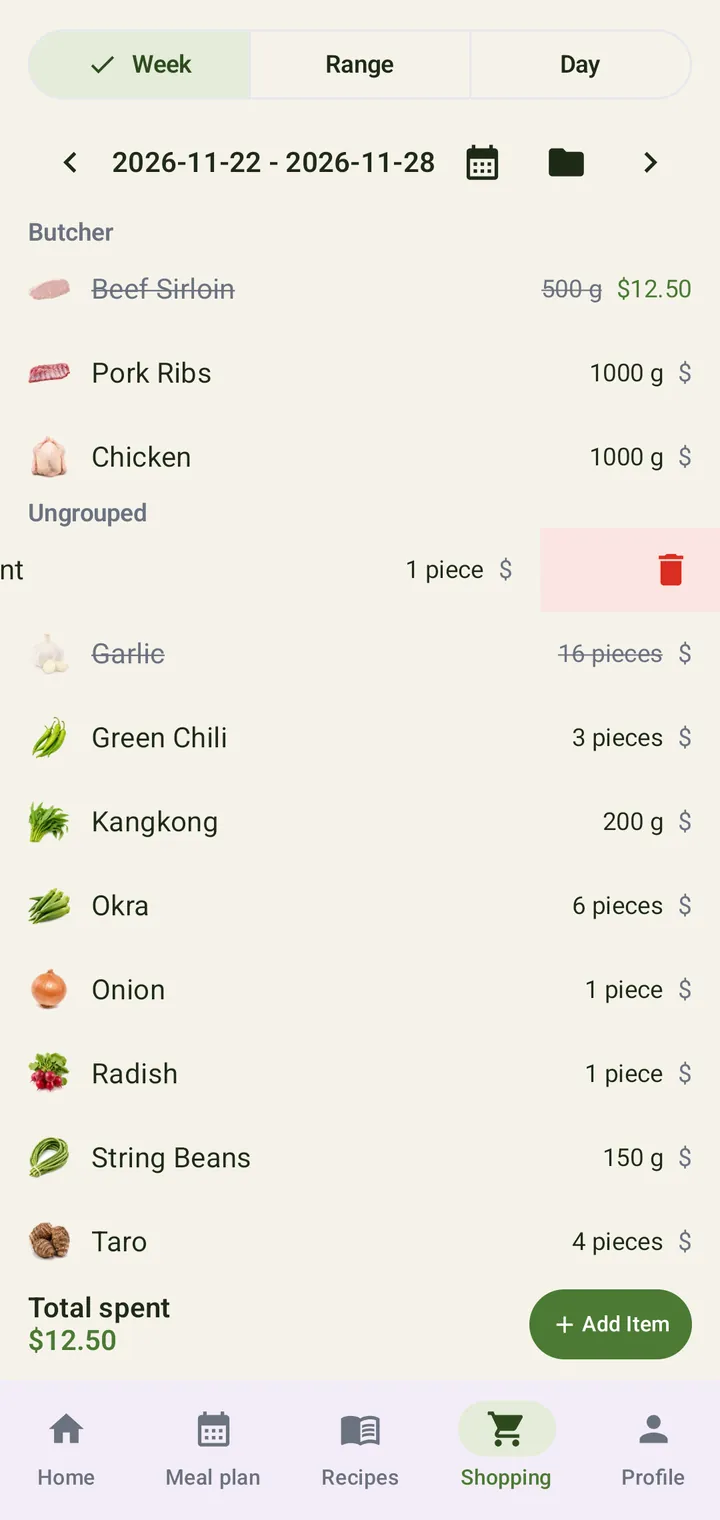 Week Range Day
2026-11-22 - 2026-11-28
Butcher
Beef Sirloin 500 g $12.50
Pork Ribs 1000 g $
Chicken 1000 g $
Ungrouped
nt 1 piece $
Garlic 16 pieces $
Green Chili 3 pieces $
Kangkong 200 g $
Okra 6 pieces $
Onion 1 piece $
Radish 1 piece $
String Beans 150 g $
Taro 4 pieces $
Total spent
$12.50
+ Add Item
Home Meal plan Recipes Shopping Profile